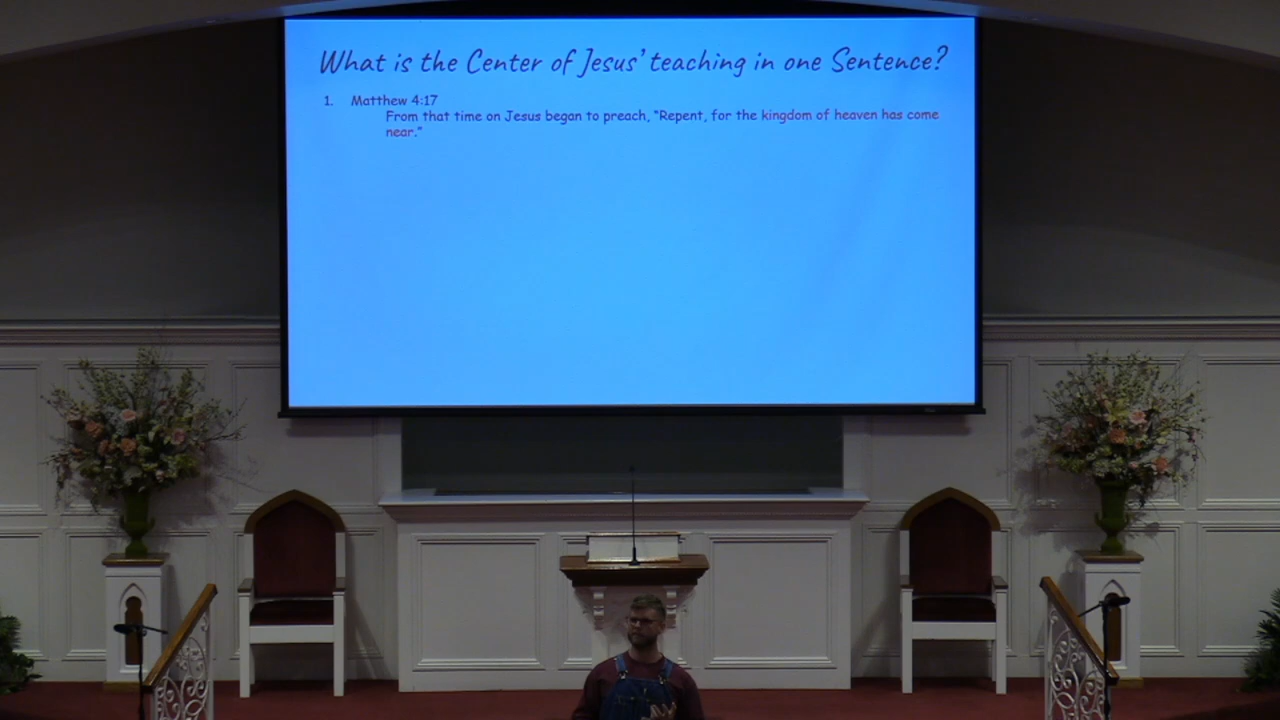 What is the Center of Jesus' teaching in one Sentence?
1. Matthew 4:17
From that time on Jesus began to preach, "Repent, for the kingdom of heaven has come
near."